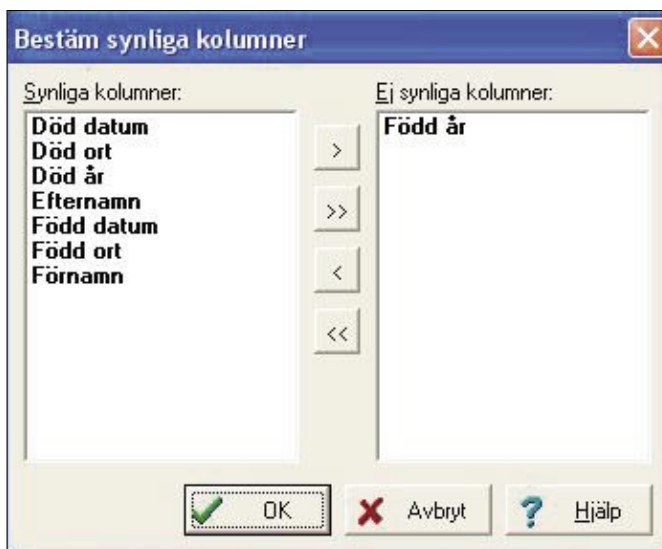 Bestäm synliga kolumner
Synliga kolumner:
Död datum
Död ort
Död år
Efternamn
Född datum
Född ort
Förnamn
>
>>
<
<<
Ej synliga kolumner:
Född år
OK
Avbryt
? Hjälp